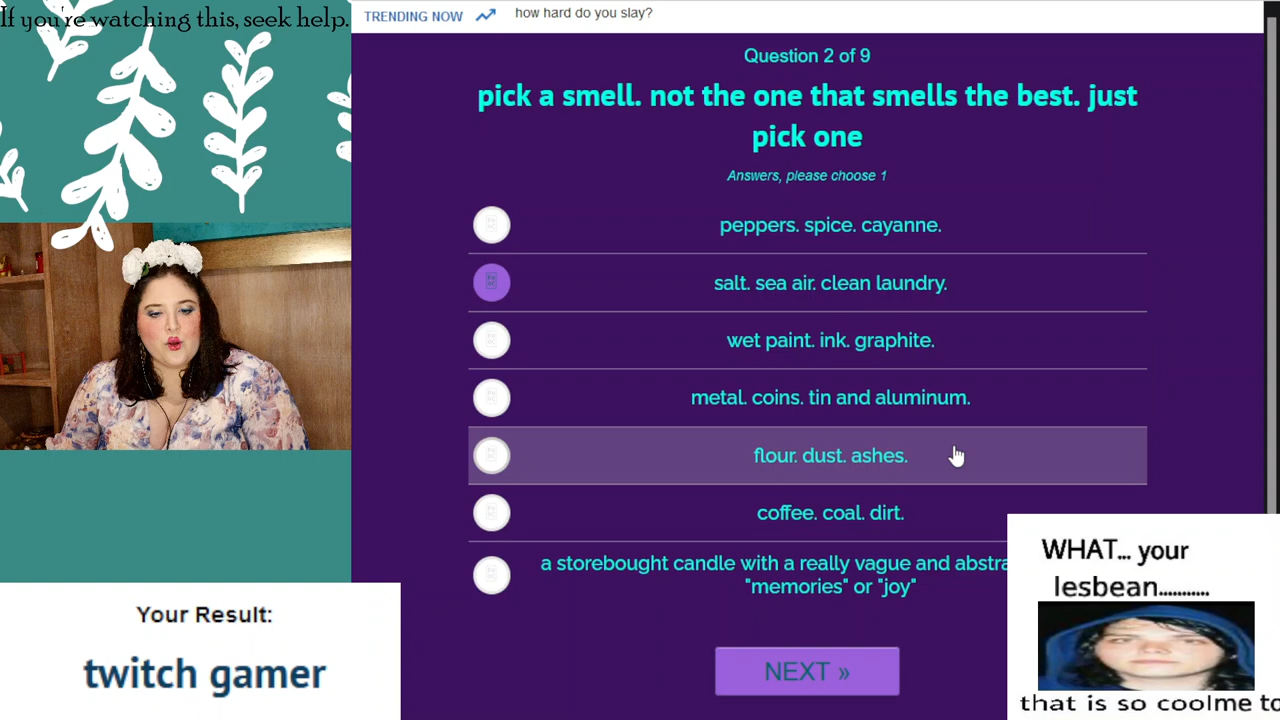 If you're watching this, seek help.
TRENDING NOW
how hard do you slay?
Question 2 of 9
pick a smell. not the one that smells the best. just
pick one
Answers, please choose 1
peppers. spice. cayanne.
salt. sea air. clean laundry.
wet paint. ink. graphite.
metal. coins. tin and aluminum.
flour. dust. ashes.
coffee. coal. dirt.
a storebought candle with a really vague and abstra
"memories" or "joy"
NEXT »
Your Result:
twitch gamer
WHAT... your
lesbean...........
that is so coolme to